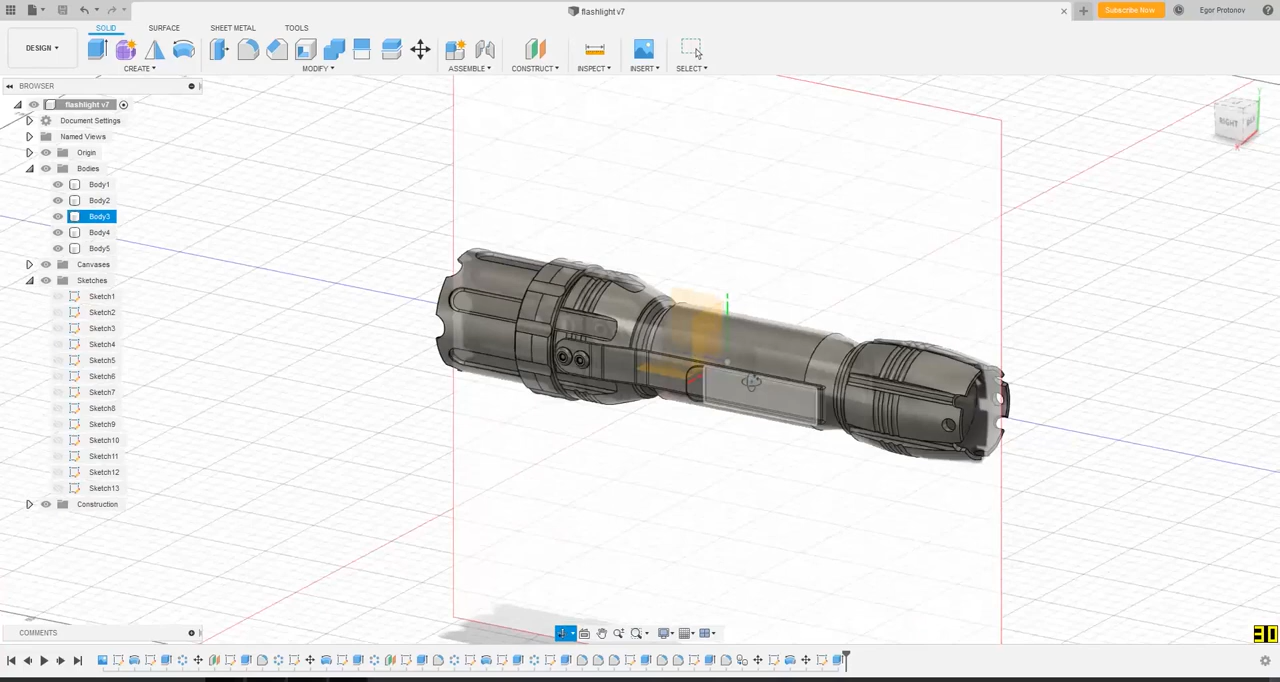 flashlight v7
Subscribe Now
Egor Protonov
SOLID SURFACE SHEET METAL TOOLS
DESIGN
CREATE MODIFY ASSEMBLE CONSTRUCT INSPECT INSERT SELECT
BROWSER
flashlight v7
Document Settings
Named Views
Origin
Bodies
Body1
Body2
Body3
Body4
Body5
Canvases
Sketches
Sketch1
Sketch2
Sketch3
Sketch4
Sketch5
Sketch6
Sketch7
Sketch8
Sketch9
Sketch10
Sketch11
Sketch12
Sketch13
Construction
RIGHT
COMMENTS
30